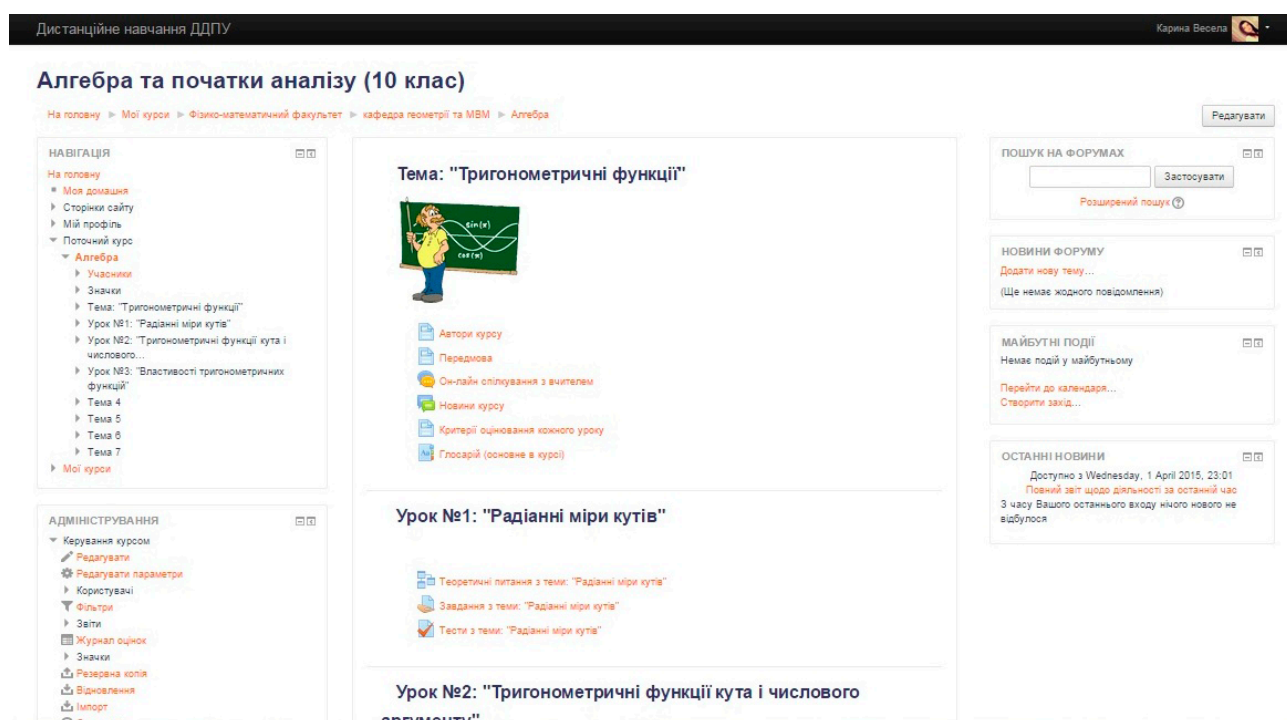 Дистанційне навчання ДДПУ
Карина Весела
Алгебра та початки аналізу (10 клас)
На головну ► Мої курси ► Фізико-математичний факультет ► кафедра геометрії та МВМ ► Алгебра
Редагувати
НАВІГАЦІЯ
На головну
Моя домашня
Сторінки сайту
Мій профіль
Поточний курс
Алгебра
Учасники
Значки
Тема: "Тригонометричні функції"
Урок №1: "Радіанні міри кутів"
Урок №2: "Тригонометричні функції кута і
числового...
Урок №3: "Властивості тригонометричних
функцій"
Тема 4
Тема 5
Тема 6
Тема 7
Мої курси
АДМІНІСТРУВАННЯ
Керування курсом
Редагувати
Редагувати параметри
Користувачі
Фільтри
Звіти
Журнал оцінок
Значки
Резервна копія
Відновлення
Імпорт
Тема: "Тригонометричні функції"
sin(x)
cos(x)
Автори курсу
Передмова
Он-лайн спілкування з вчителем
Новини курсу
Критерії оцінювання кожного уроку
Глосарій (основне в курсі)
Урок №1: "Радіанні міри кутів"
Теоретичні питання з теми: "Радіанні міри кутів"
Завдання з теми: "Радіанні міри кутів"
Тести з теми: "Радіанні міри кутів"
Урок №2: "Тригонометричні функції кута і числового
аргументу"
ПОШУК НА ФОРУМАХ
Застосувати
Розширений пошук
НОВИНИ ФОРУМУ
Додати нову тему...
(Ще немає жодного повідомлення)
МАЙБУТНІ ПОДІЇ
Немає подій у майбутньому
Перейти до календаря...
Створити захід...
ОСТАННІ НОВИНИ
Доступно з Wednesday, 1 April 2015, 23:01
Повний звіт щодо діяльності за останній час
З часу Вашого останнього входу нічого нового не
відбулося